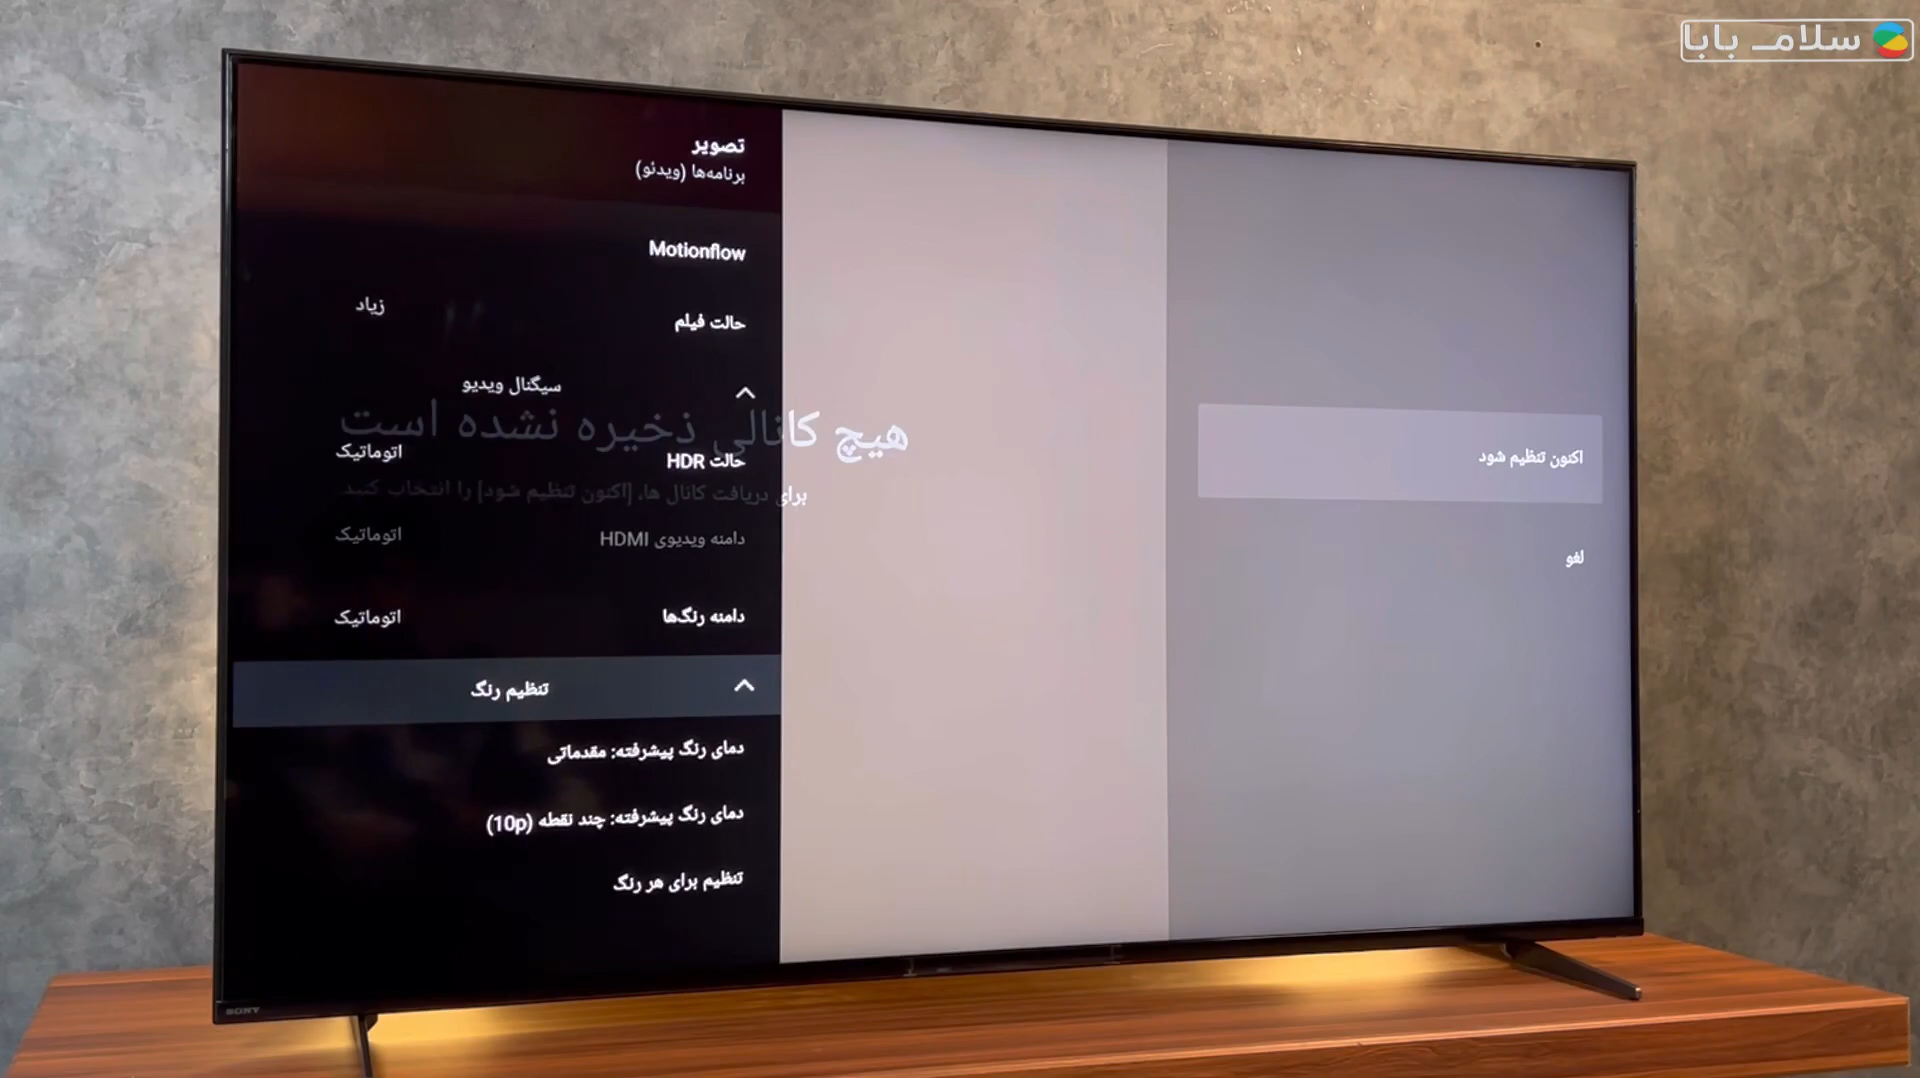 سلام بابا
تصویر
برنامه‌ها (ویدئو)
Motionflow
حالت فیلم زیاد
سیگنال ویدیو
هیچ کانالی ذخیره نشده است
حالت HDR اتوماتیک
برای دریافت کانال ها، [اکنون تنظیم شود] را انتخاب کنید.
دامنه ویدیوی HDMI اتوماتیک
دامنه رنگ‌ها اتوماتیک
تنظیم رنگ
دمای رنگ پیشرفته: مقدماتی
دمای رنگ پیشرفته: چند نقطه (10p)
تنظیم برای هر رنگ
اکنون تنظیم شود
لغو
SONY